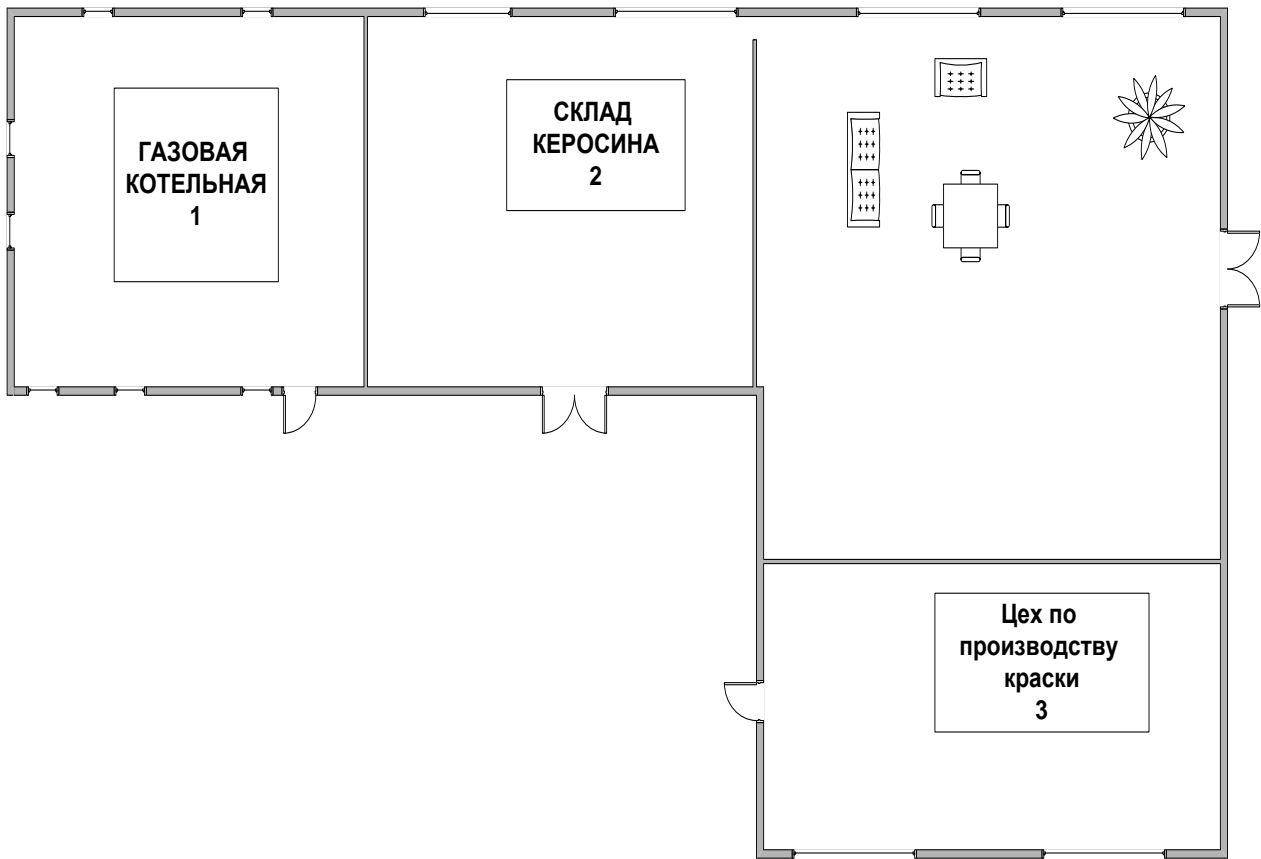 ГАЗОВАЯ
КОТЕЛЬНАЯ
1
СКЛАД
КЕРОСИНА
2
Цех по
производству
краски
3